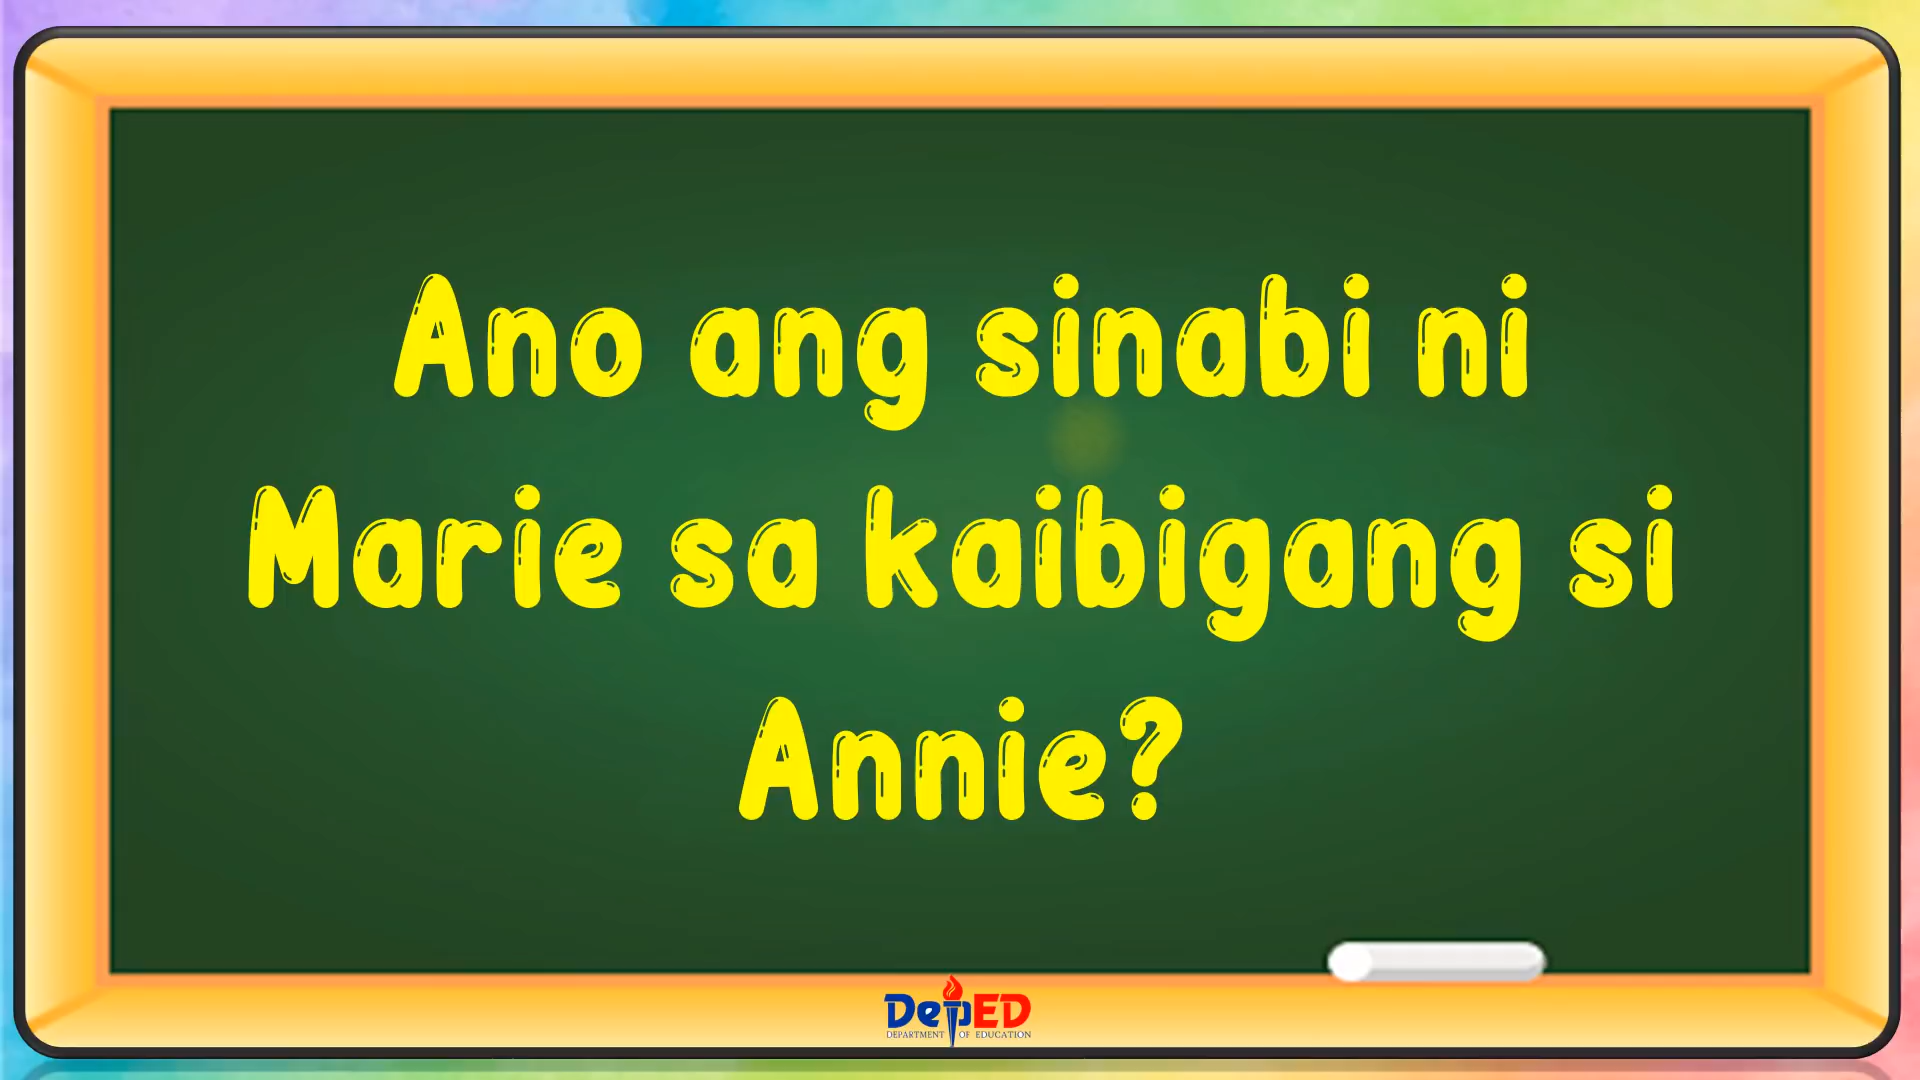 Ano ang sinabi ni
Marie sa kaibigang si
Annie?
DepED
DEPARTMENT OF EDUCATION